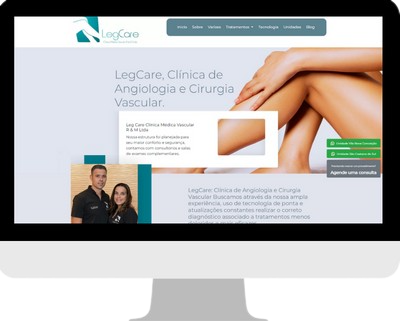 LegCare
Início Sobre Varizes Tratamentos Tecnologia Unidades Blog
LegCare, Clínica de
Angiologia e Cirurgia
Vascular.
Leg Care Clínica Médica Vascular
R & M Ltda
Nossa estrutura foi planejada para
seu maior conforto e segurança,
contamos com consultórios e salas
de exames complementares.
Agende uma consulta
LegCare: Clínica de Angiologia e Cirurgia
Vascular Buscamos através da nossa ampla
experiência, uso de tecnologia de ponta e
atualizações constantes realizar o correto
diagnóstico associado a tratamentos menos